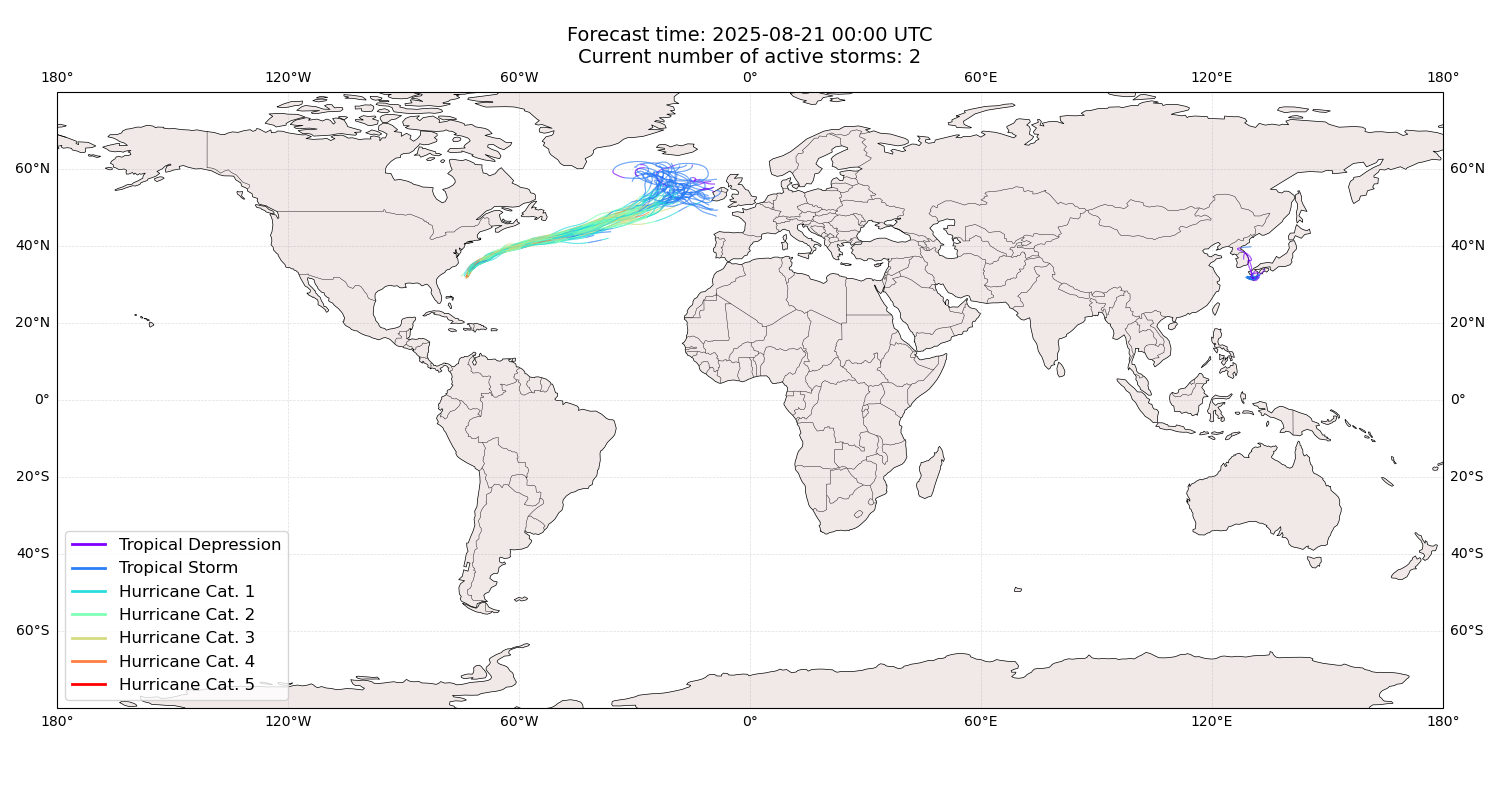 Forecast time: 2025-08-21 00:00 UTC
Current number of active storms: 2
180° 120°W 60°W 0° 60°E 120°E 180°
60°N 60°N
40°N 40°N
20°N 20°N
0° 0°
20°S 20°S
40°S 40°S
60°S 60°S
Tropical Depression
Tropical Storm
Hurricane Cat. 1
Hurricane Cat. 2
Hurricane Cat. 3
Hurricane Cat. 4
Hurricane Cat. 5
180° 120°W 60°W 0° 60°E 120°E 180°